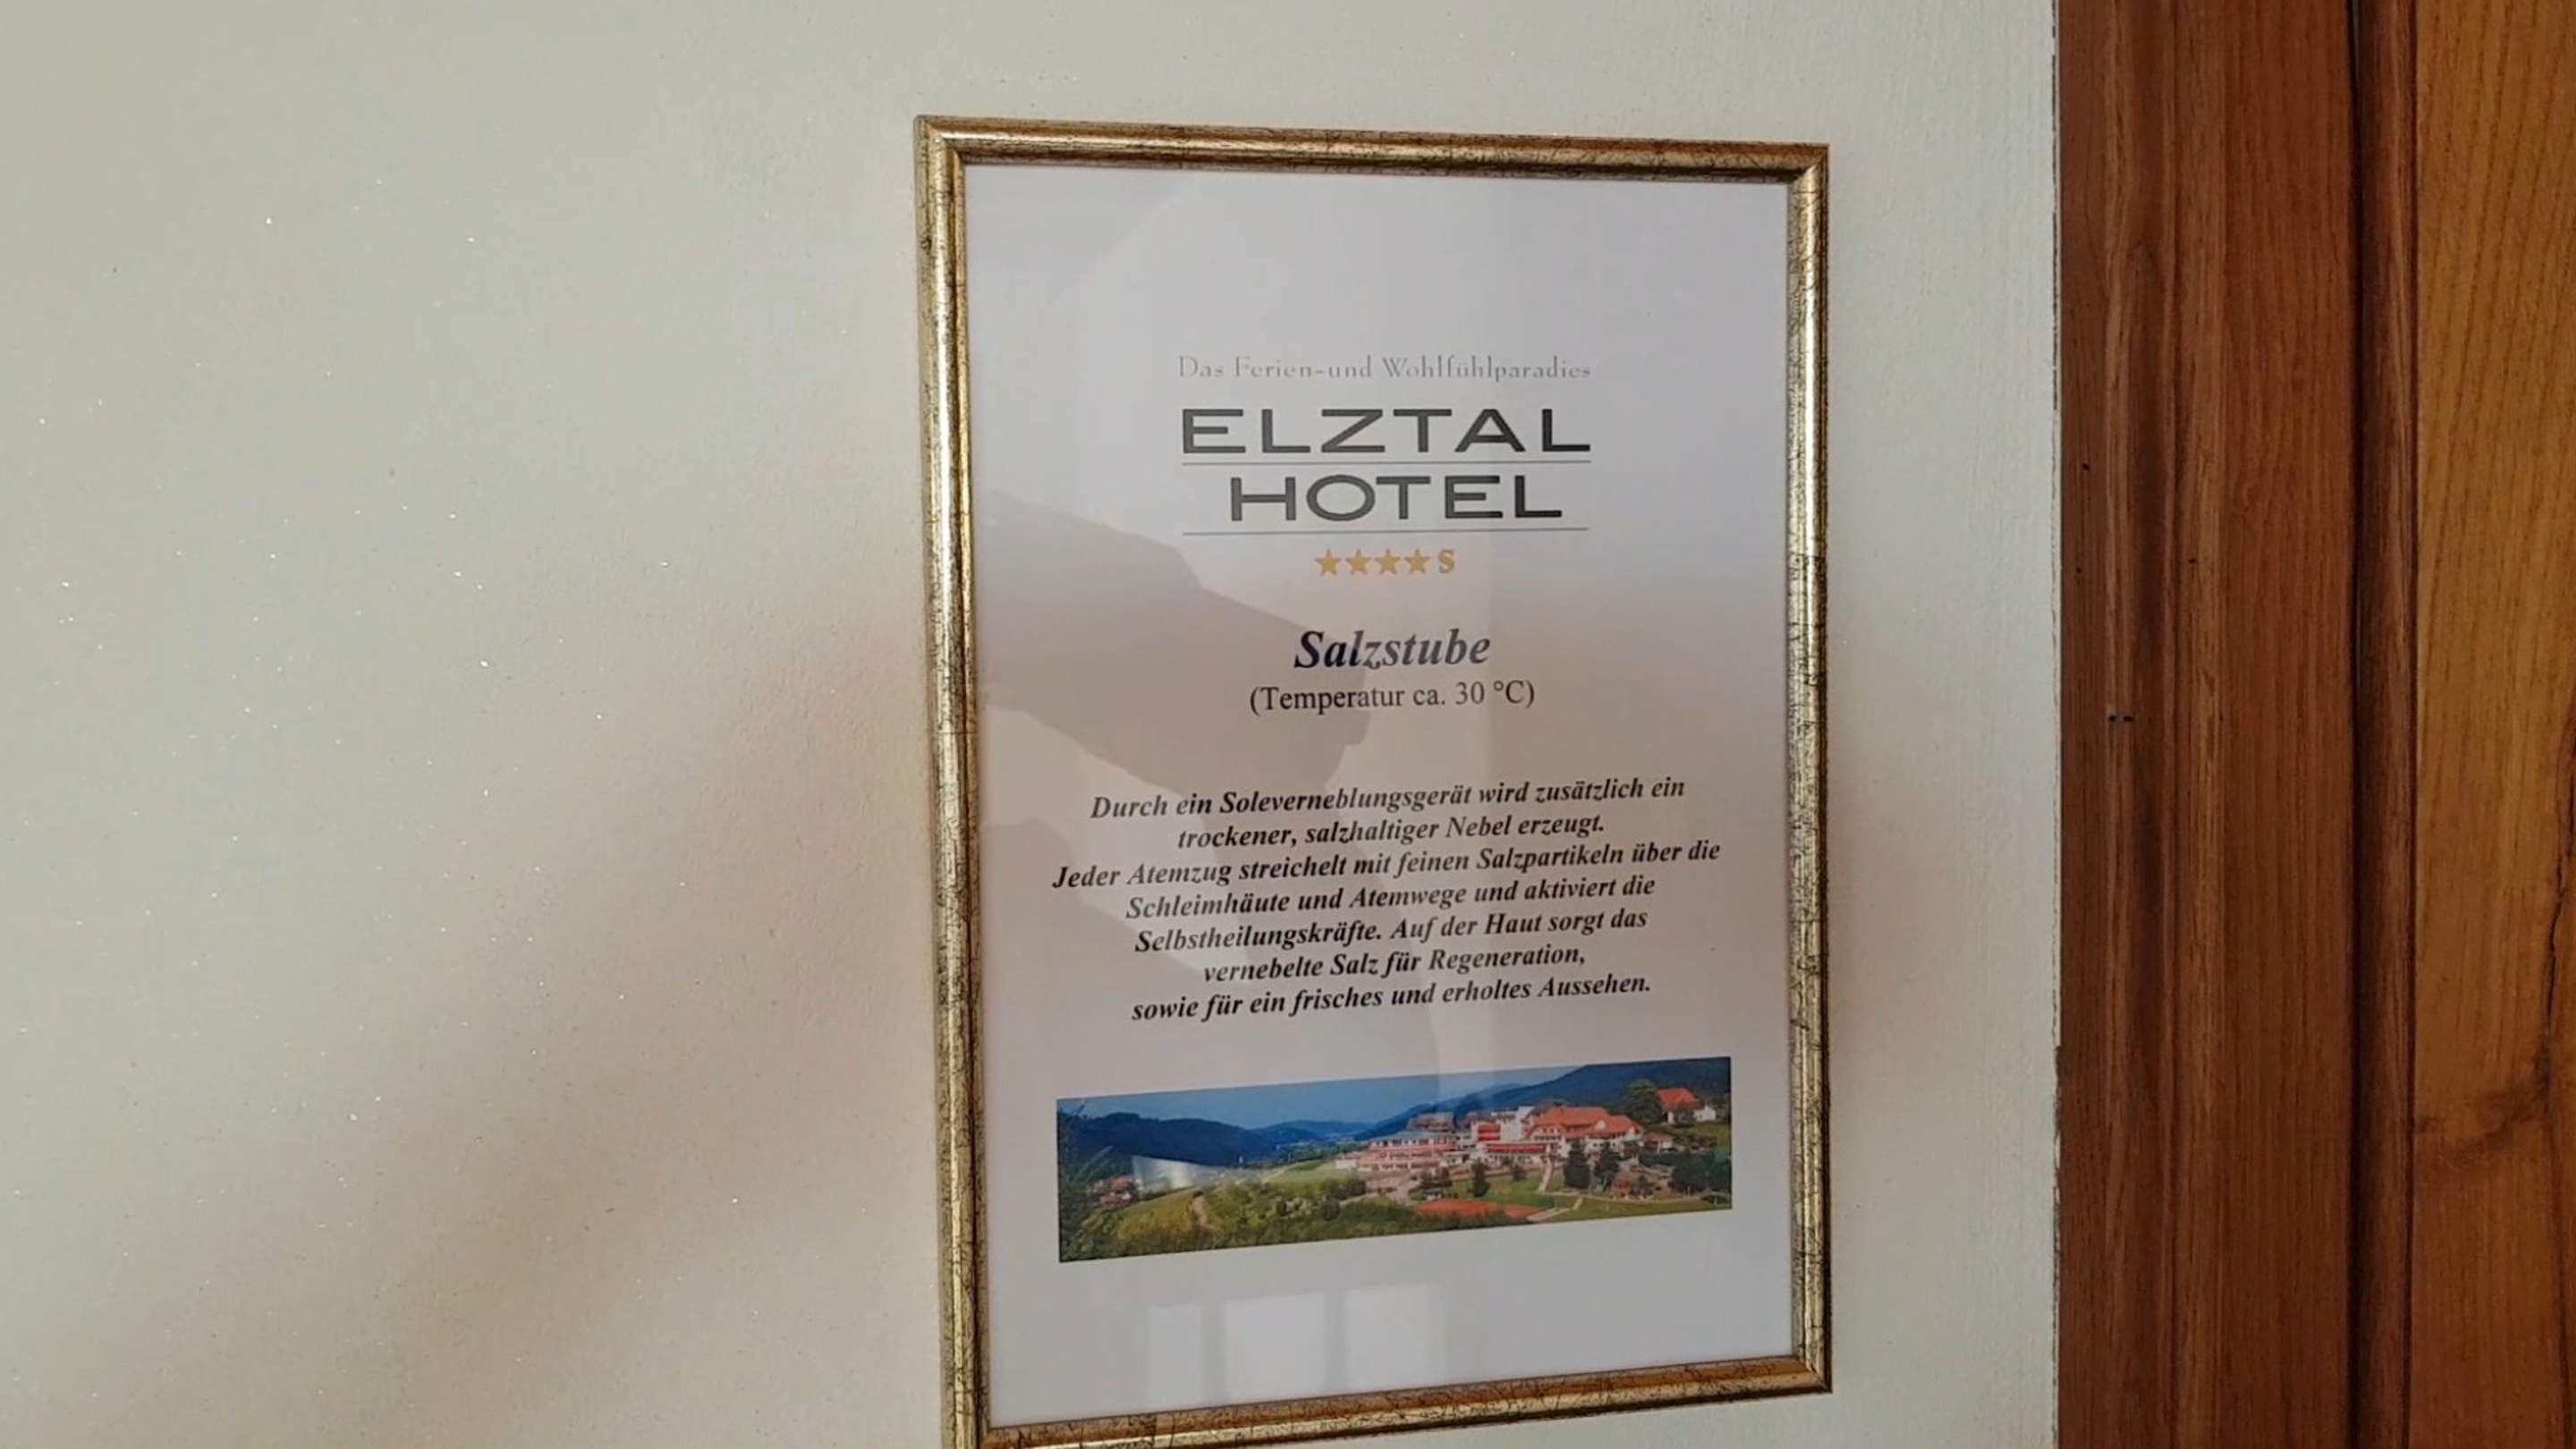 Das Ferien-und Wohlfühlparadies
ELZTAL
HOTEL
★★★★ S
Salzstube
(Temperatur ca. 30 °C)
Durch ein Soleverneblungsgerät wird zusätzlich ein
trockener, salzhaltiger Nebel erzeugt.
Jeder Atemzug streichelt mit feinen Salzpartikeln über die
Schleimhäute und Atemwege und aktiviert die
Selbstheilungskräfte. Auf der Haut sorgt das
vernebelte Salz für Regeneration,
sowie für ein frisches und erholtes Aussehen.